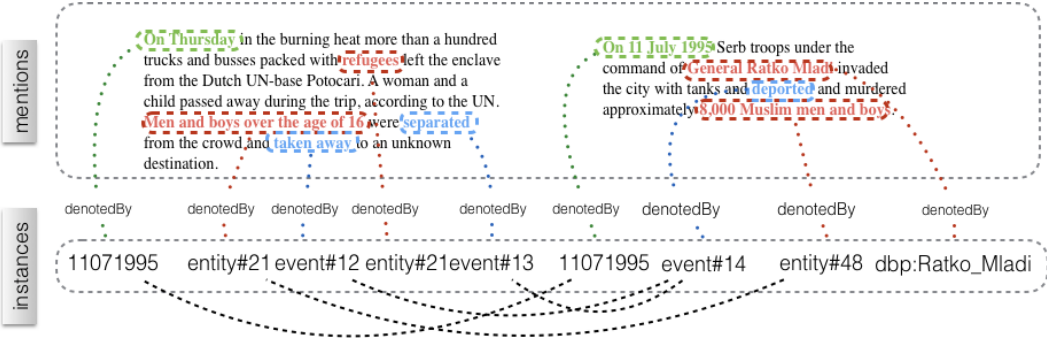 mentions
On Thursday in the burning heat more than a hundred
trucks and busses packed with refugees left the enclave
from the Dutch UN-base Potocari. A woman and a
child passed away during the trip, according to the UN.
Men and boys over the age of 16 were separated
from the crowd and taken away to an unknown
destination.
On 11 July 1995 Serb troops under the
command of General Ratko Mladi invaded
the city with tanks and deported and murdered
approximately 8,000 Muslim men and boys.
denotedBy denotedBy denotedBy denotedBy denotedBy denotedBy denotedBy denotedBy denotedBy
instances
11071995 entity#21 event#12 entity#21 event#13 11071995 event#14 entity#48 dbp:Ratko_Mladi